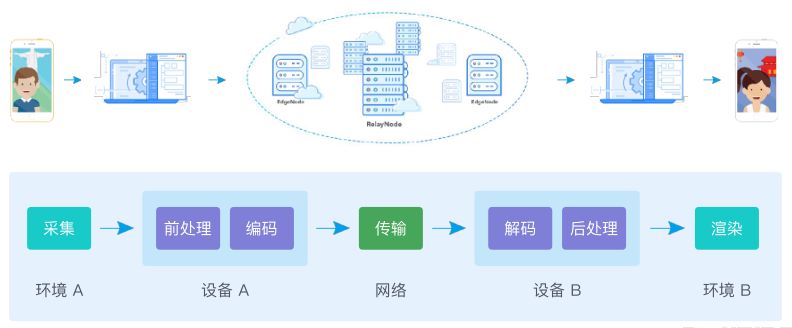 EdgeNode
EdgeNode
RelayNode
采集
前处理
编码
传输
解码
后处理
渲染
环境 A
设备 A
网络
设备 B
环境 B